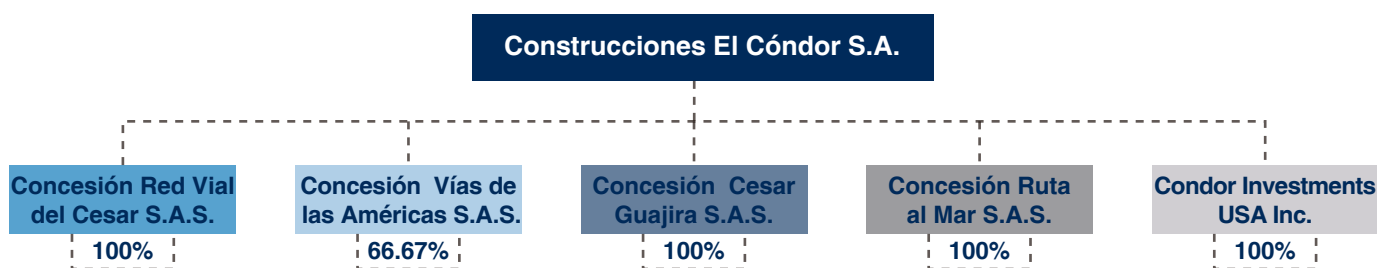 Construcciones El Cóndor S.A.
Concesión Red Vial
del Cesar S.A.S.
100%
Concesión Vías de
las Américas S.A.S.
66.67%
Concesión Cesar
Guajira S.A.S.
100%
Concesión Ruta
al Mar S.A.S.
100%
Condor Investments
USA Inc.
100%